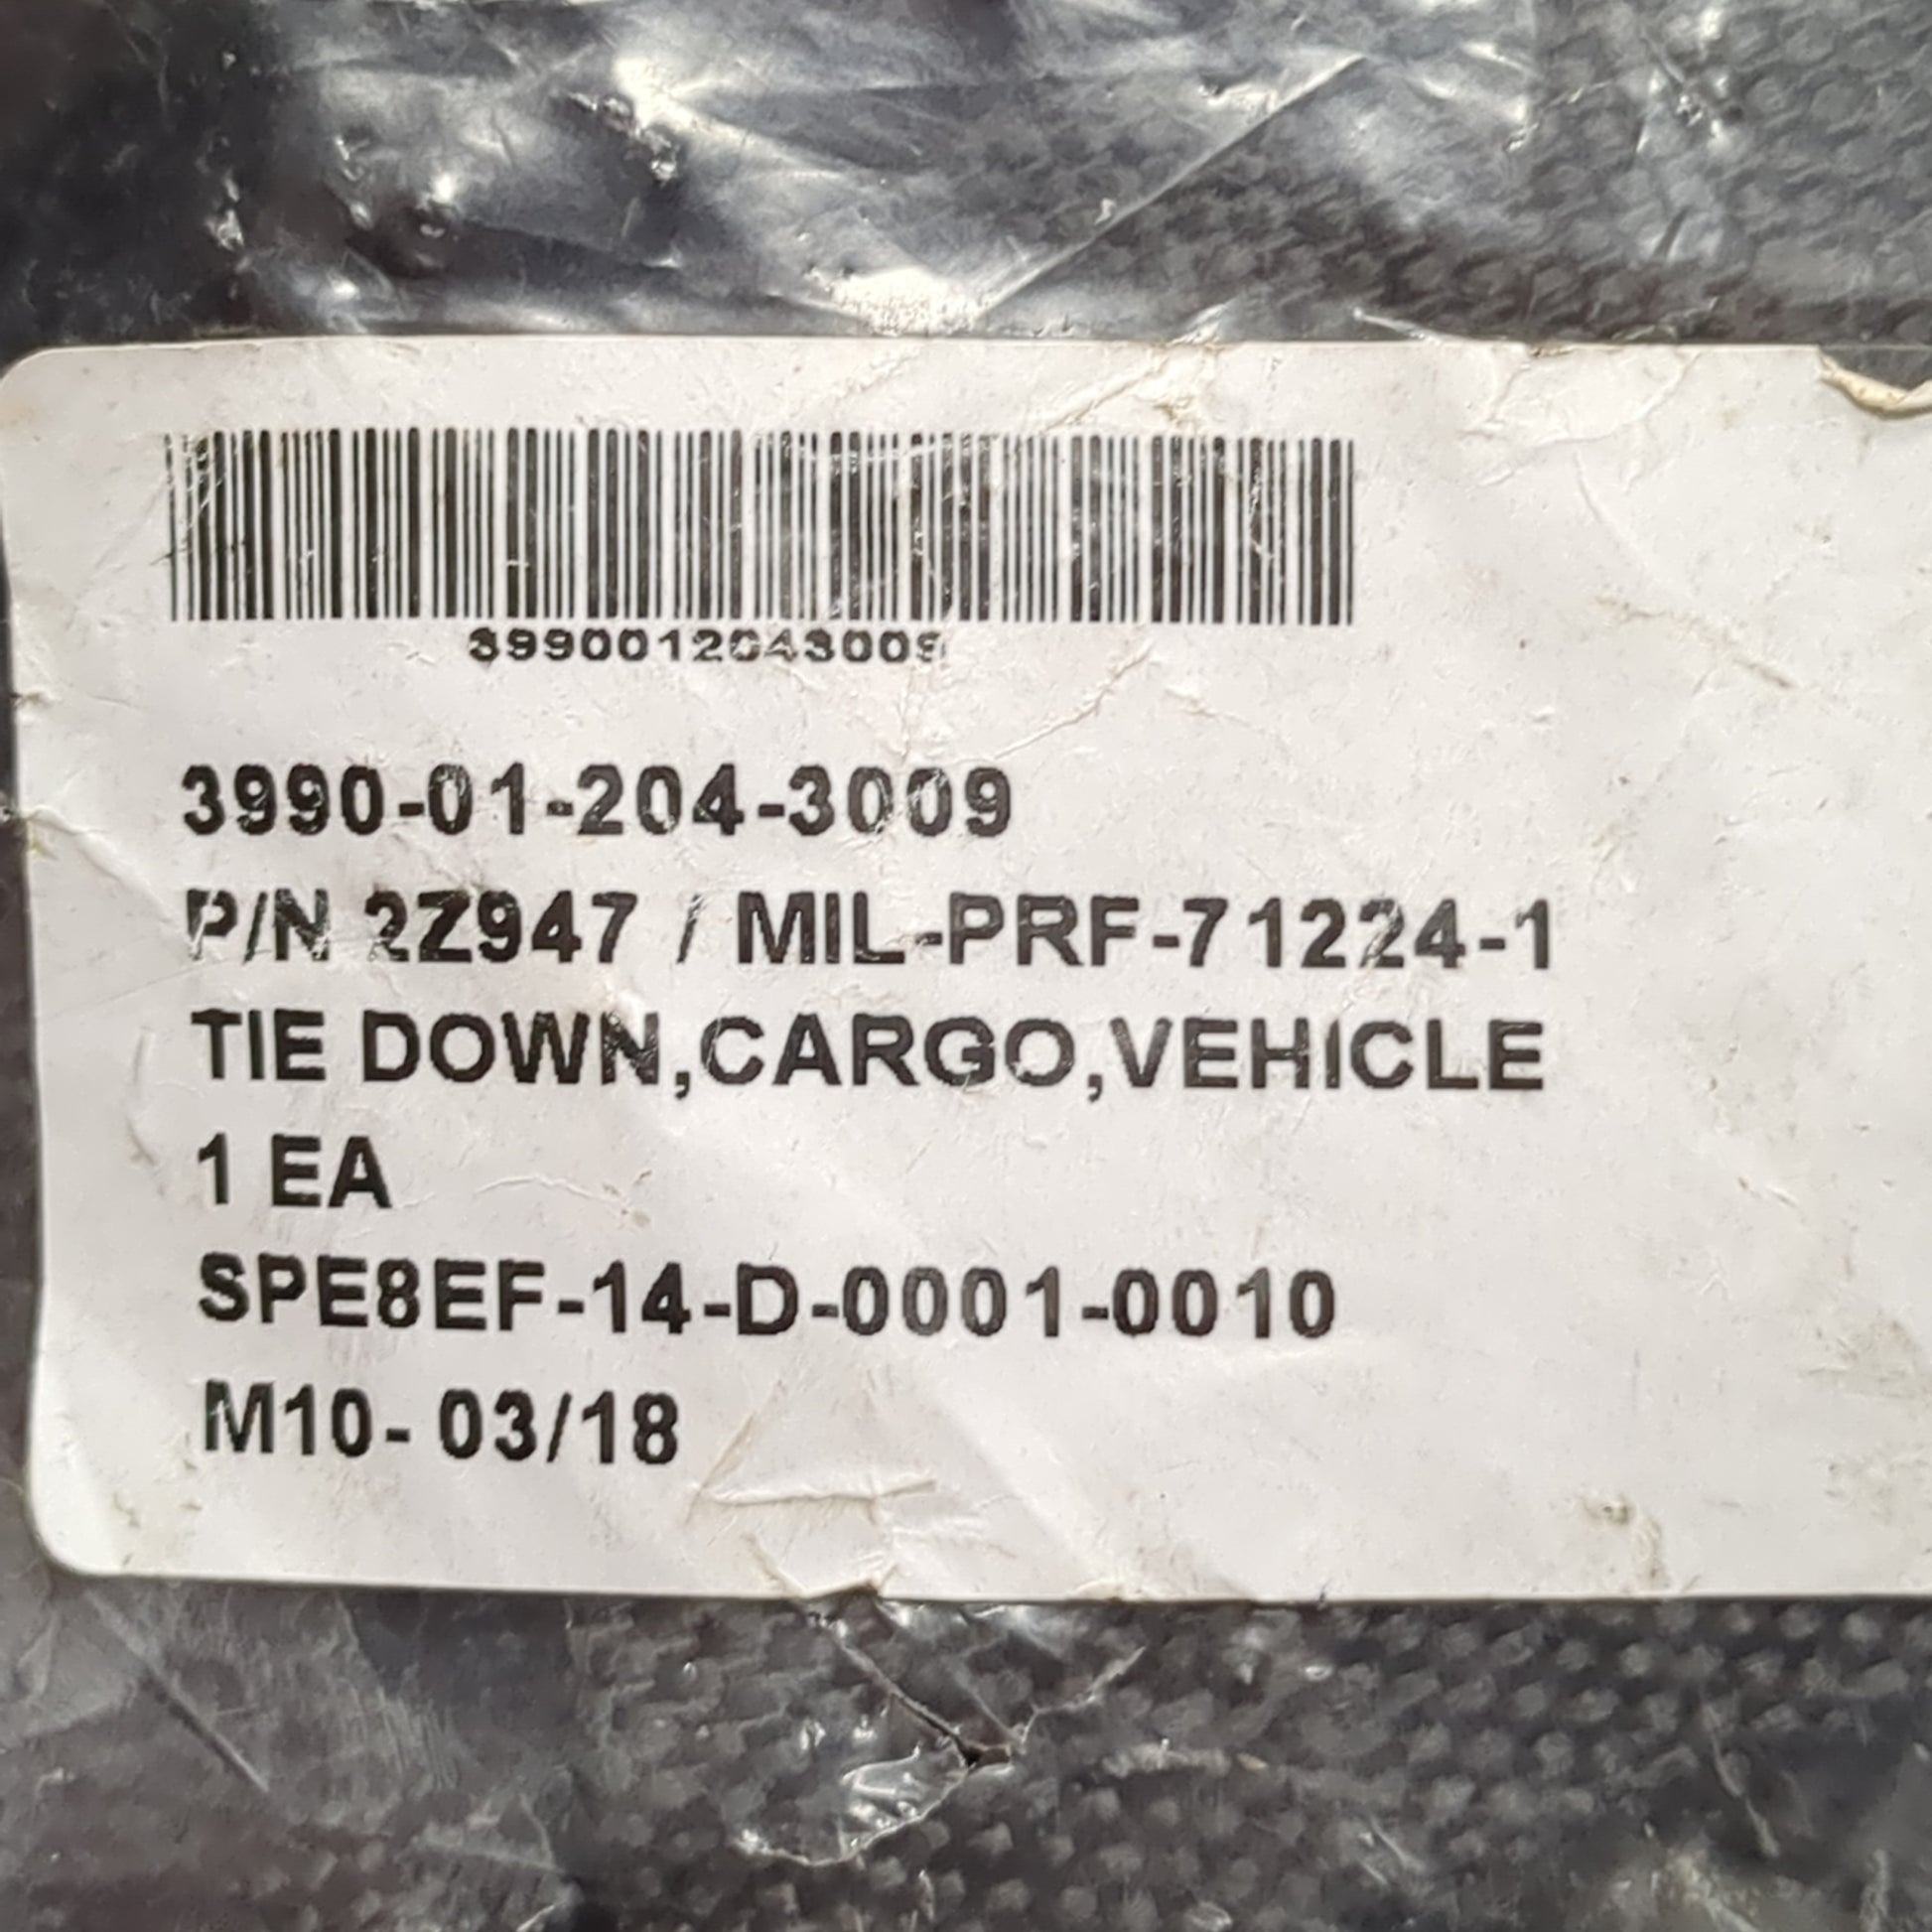 3990012043009
3990-01-204-3009
P/N 2Z947 / MIL-PRF-71224-1
TIE DOWN,CARGO,VEHICLE
1 EA
SPE8EF-14-D-0001-0010
M10- 03/18